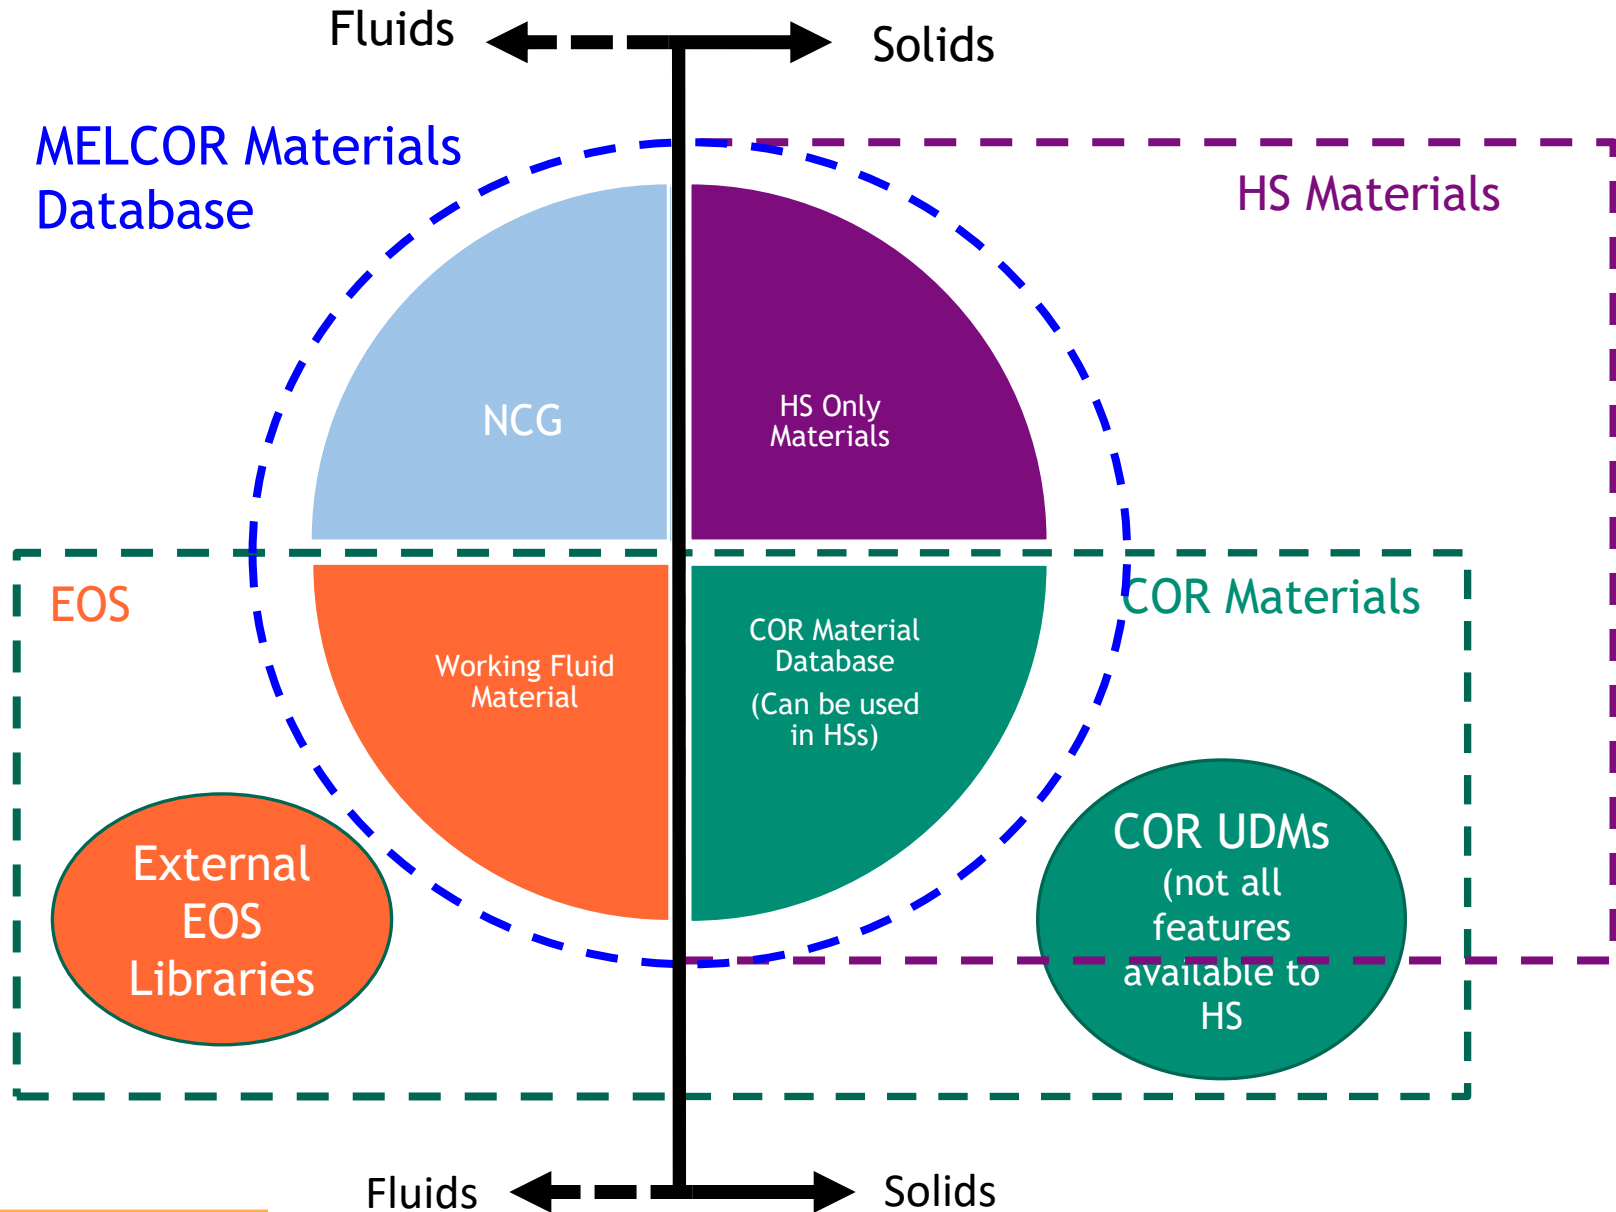 Fluids
Solids
MELCOR Materials
Database
HS Materials
NCG
HS Only
Materials
EOS
COR Materials
Working Fluid
Material
COR Material
Database
(Can be used
in HSs)
External
EOS
Libraries
COR UDMs
(not all
features
available to
HS
Fluids
Solids